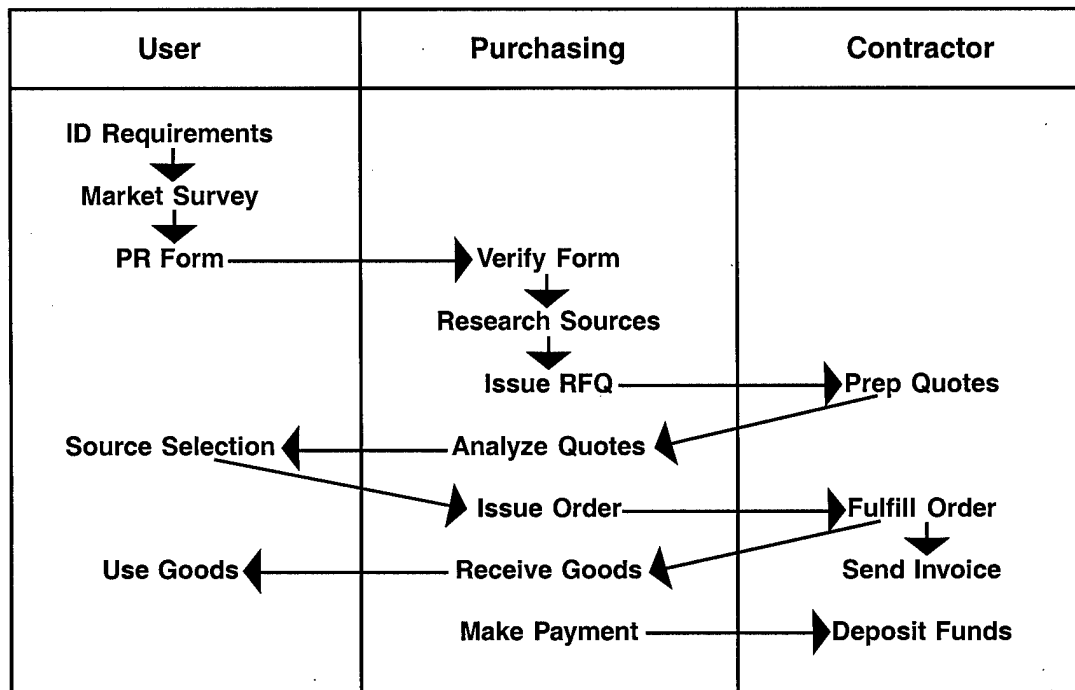 User Purchasing Contractor
ID Requirements
Market Survey
PR Form Verify Form
Research Sources
Issue RFQ Prep Quotes
Source Selection Analyze Quotes
Issue Order Fulfill Order
Use Goods Receive Goods Send Invoice
Make Payment Deposit Funds